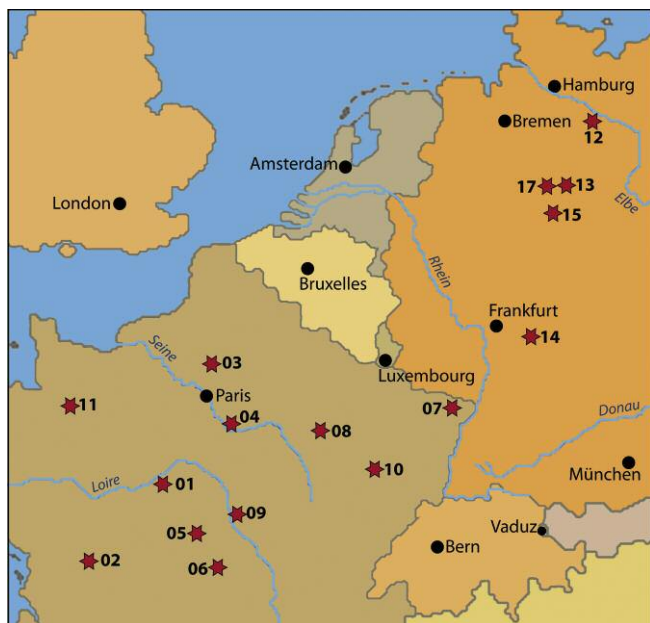 Hamburg
Bremen
12
Amsterdam
17
13
London
15
Elbe
Rhein
Bruxelles
Frankfurt
14
Seine
03
Luxembourg
Paris
11
07
04
08
Donau
10
München
Loire
01
09
05
Vaduz
Bern
02
06